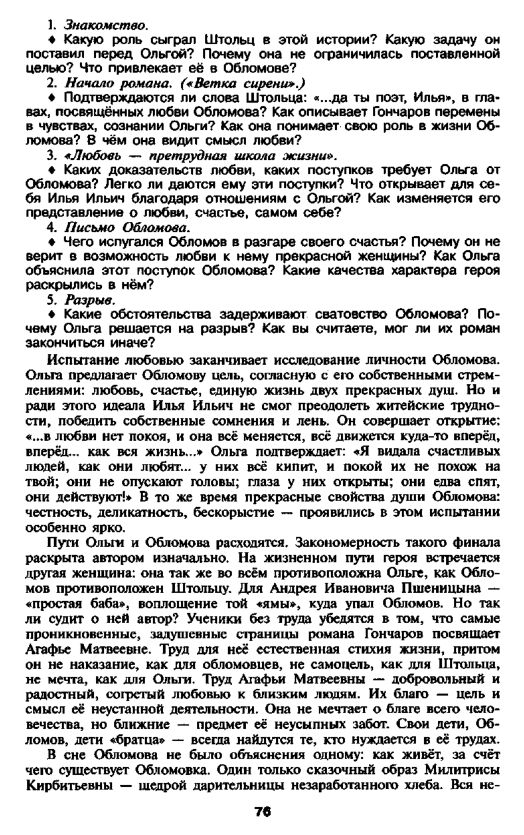 1. Знакомство.
♦ Какую роль сыграл Штольц в этой истории? Какую задачу он
поставил перед Ольгой? Почему она не ограничилась поставленной
целью? Что привлекает её в Обломове?
2. Начало романа. («Ветка сирени».)
♦ Подтверждаются ли слова Штольца: «...да ты поэт, Илья», в гла-
вах, посвящённых любви Обломова? Как описывает Гончаров перемены
в чувствах, сознании Ольги? Как она понимает свою роль в жизни Об-
ломова? В чём она видит смысл любви?
3. «Любовь — претрудная школа жизни».
♦ Каких доказательств любви, каких поступков требует Ольга от
Обломова? Легко ли даются ему эти поступки? Что открывает для се-
бя Илья Ильич благодаря отношениям с Ольгой? Как изменяется его
представление о любви, счастье, самом себе?
4. Письмо Обломова.
♦ Чего испугался Обломов в разгаре своего счастья? Почему он не
верит в возможность любви к нему прекрасной женщины? Как Ольга
объяснила этот поступок Обломова? Какие качества характера героя
раскрылись в нём?
5. Разрыв.
♦ Какие обстоятельства задерживают сватовство Обломова? По-
чему Ольга решается на разрыв? Как вы считаете, мог ли их роман
закончиться иначе?
Испытание любовью заканчивает исследование личности Обломова.
Ольга предлагает Обломову цель, согласную с его собственными стрем-
лениями: любовь, счастье, единую жизнь двух прекрасных душ. Но и
ради этого идеала Илья Ильич не смог преодолеть житейские трудно-
сти, победить собственные сомнения и лень. Он совершает открытие:
«...в любви нет покоя, и она всё меняется, всё движется куда-то вперёд,
вперёд... как вся жизнь...» Ольга подтверждает: «Я видала счастливых
людей, как они любят... у них всё кипит, и покой их не похож на
твой; они не опускают головы; глаза у них открыты; они едва спят,
они действуют!» В то же время прекрасные свойства души Обломова:
честность, деликатность, бескорыстие — проявились в этом испытании
особенно ярко.
Пути Ольги и Обломова расходятся. Закономерность такого финала
раскрыта автором изначально. На жизненном пути героя встречается
другая женщина: она так же во всём противоположна Ольге, как Обло-
мов противоположен Штольцу. Для Андрея Ивановича Пшеницына —
«простая баба», воплощение той «ямы», куда упал Обломов. Но так
ли судит о ней автор? Ученики без труда убедятся в том, что самые
проникновенные, задушевные страницы романа Гончаров посвящает
Агафье Матвеевне. Труд для неё естественная стихия жизни, притом
он не наказание, как для обломовцев, не самоцель, как для Штольца,
не мечта, как для Ольги. Труд Агафьи Матвеевны — добровольный и
радостный, согретый любовью к близким людям. Их благо — цель и
смысл её неустанной деятельности. Она не мечтает о благе всего чело-
вечества, но ближние — предмет её неусыпных забот. Свои дети, Об-
ломов, дети «братца» — всегда найдутся те, кто нуждается в её трудах.
В сне Обломова не было объяснения одному: как живёт, за счёт
чего существует Обломовка. Один только сказочный образ Милитрисы
Кирбитьевны — щедрой дарительницы незаработанного хлеба. Вся не-
76